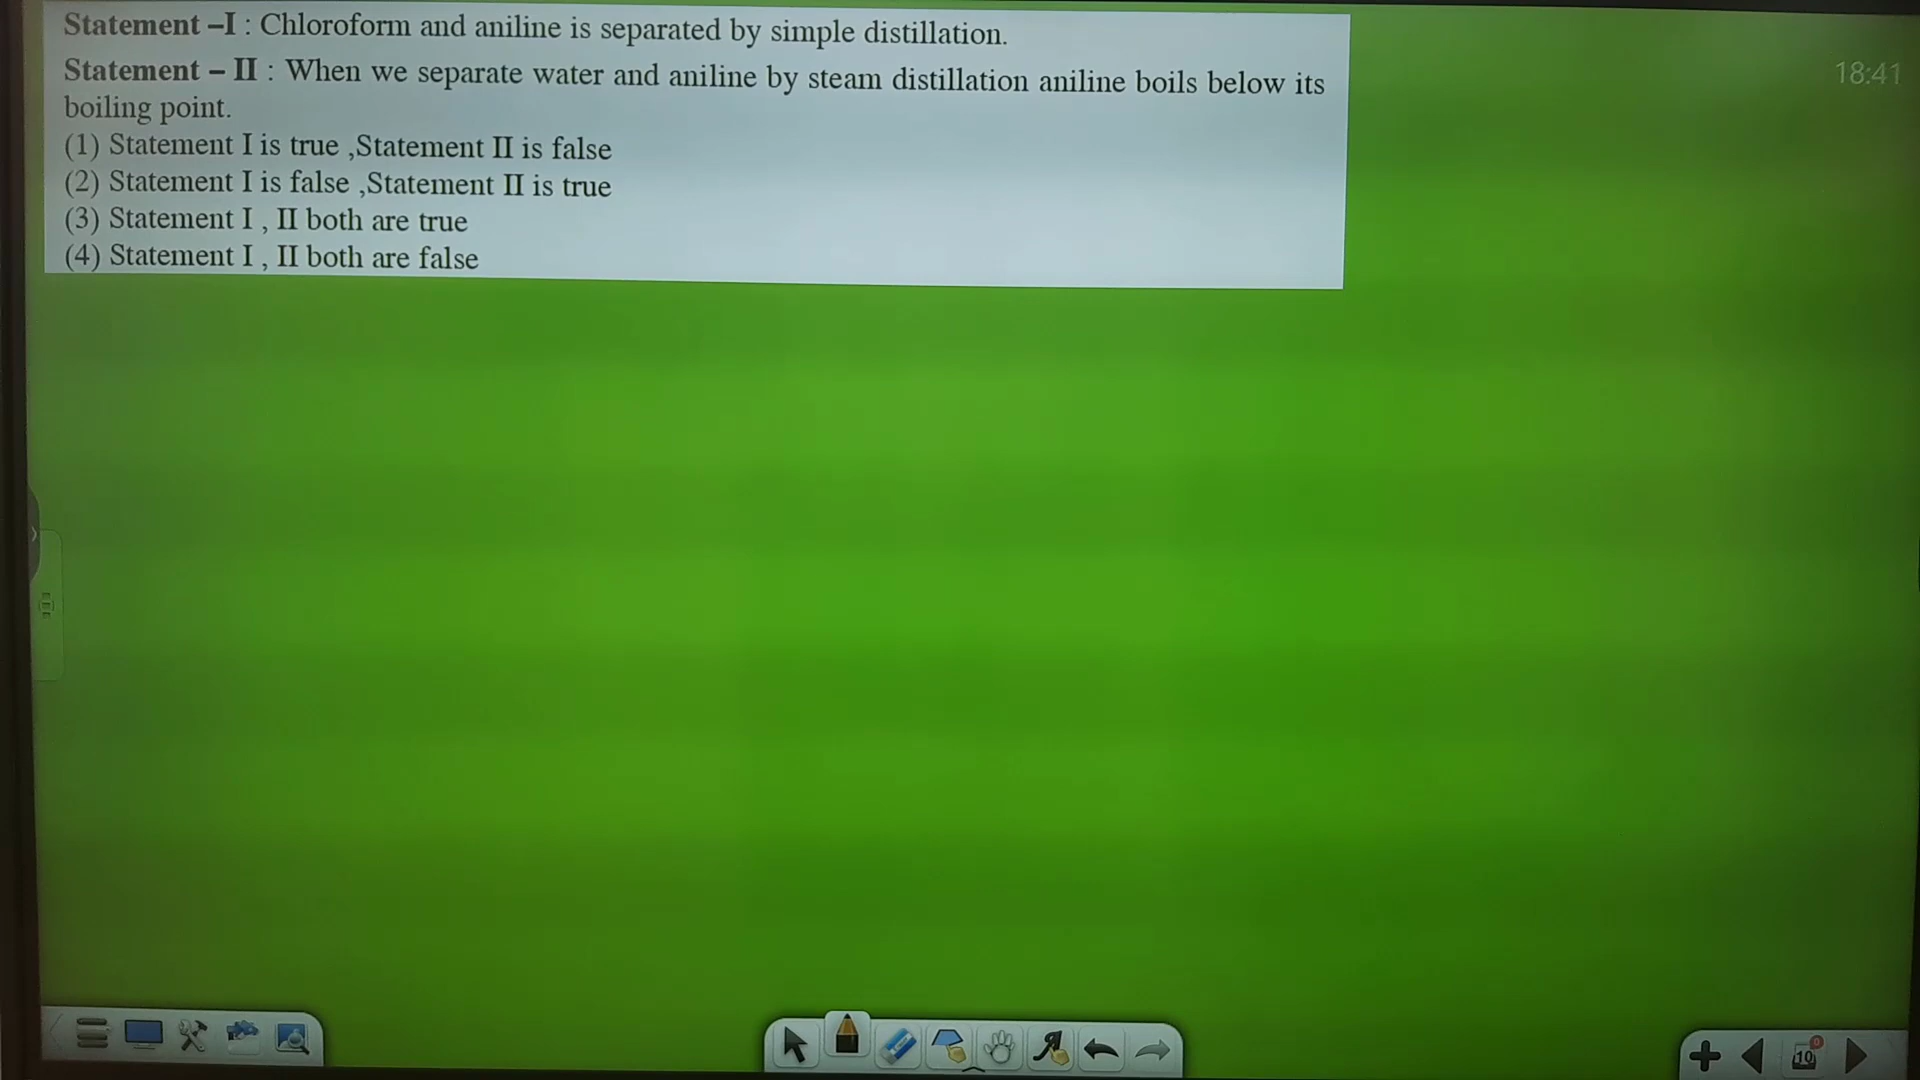 Statement –I : Chloroform and aniline is separated by simple distillation.
Statement – II : When we separate water and aniline by steam distillation aniline boils below its
boiling point.
(1) Statement I is true ,Statement II is false
(2) Statement I is false ,Statement II is true
(3) Statement I , II both are true
(4) Statement I , II both are false
18:41
10
0